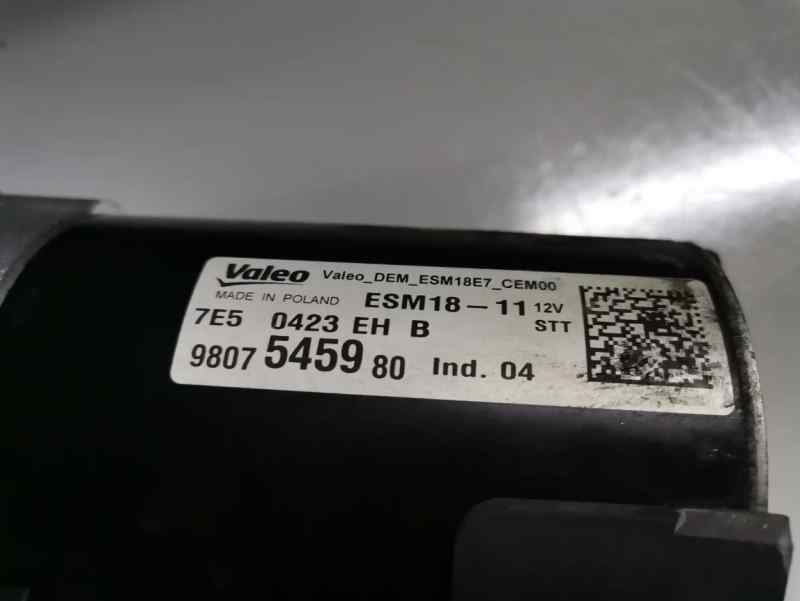 Valeo Valeo_DEM_ESM18E7_CEM00
MADE IN POLAND ESM18-11 12V
7E5 0423 EH B STT
9807 5459 80 Ind. 04